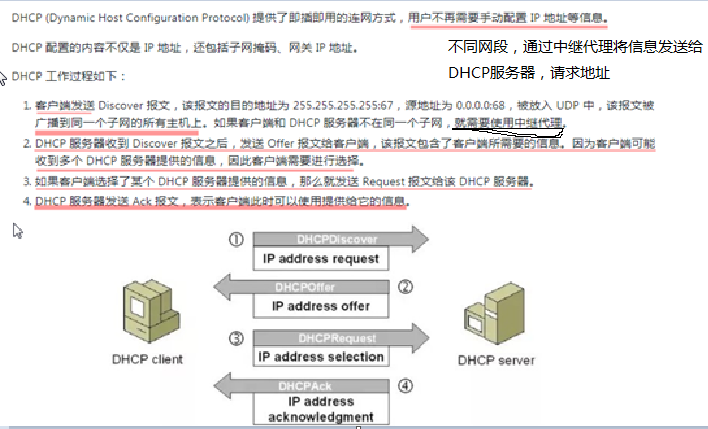 DHCP (Dynamic Host Configuration Protocol) 提供了即插即用的连网方式，用户不再需要手动配置 IP 地址等信息。
DHCP 配置的内容不仅是 IP 地址，还包括子网掩码、网关 IP 地址。
不同网段，通过中继代理将信息发送给
DHCP服务器，请求地址
DHCP 工作过程如下：
1. 客户端发送 Discover 报文，该报文的目的地址为 255.255.255.255:67，源地址为 0.0.0.0:68，被放入 UDP 中，该报文被
广播到同一个子网的所有主机上。如果客户端和 DHCP 服务器不在同一个子网，就需要使用中继代理。
2. DHCP 服务器收到 Discover 报文之后，发送 Offer 报文给客户端，该报文包含了客户端所需要的信息。因为客户端可能
收到多个 DHCP 服务器提供的信息，因此客户端需要进行选择。
3. 如果客户端选择了某个 DHCP 服务器提供的信息，那么就发送 Request 报文给该 DHCP 服务器。
4. DHCP 服务器发送 Ack 报文，表示客户端此时可以使用提供给它的信息。
① DHCPDiscover
IP address request
DHCPOffer ②
IP address offer
③ DHCPRequest
IP address selection
DHCP client
DHCP server
DHCPAck ④
IP address
acknowledgment